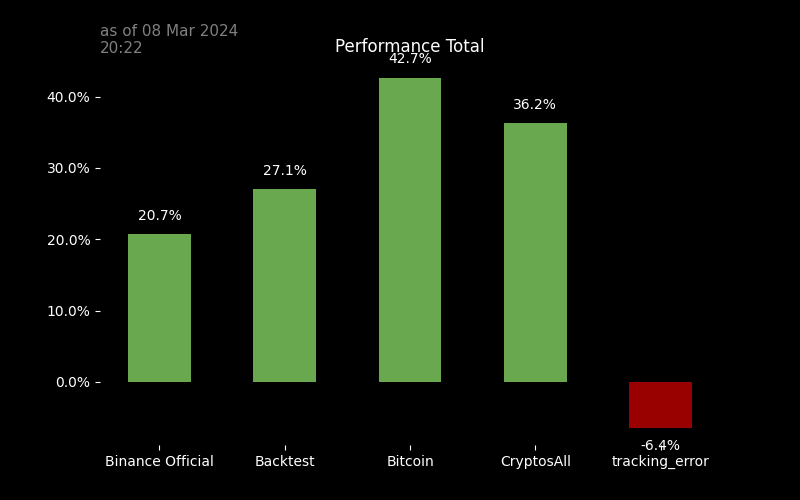 as of 08 Mar 2024
20:22
Performance Total
42.7%
40.0%
36.2%
30.0%
27.1%
20.7%
20.0%
10.0%
0.0%
-6.4%
Binance Official
Backtest
Bitcoin
CryptosAll
tracking_error